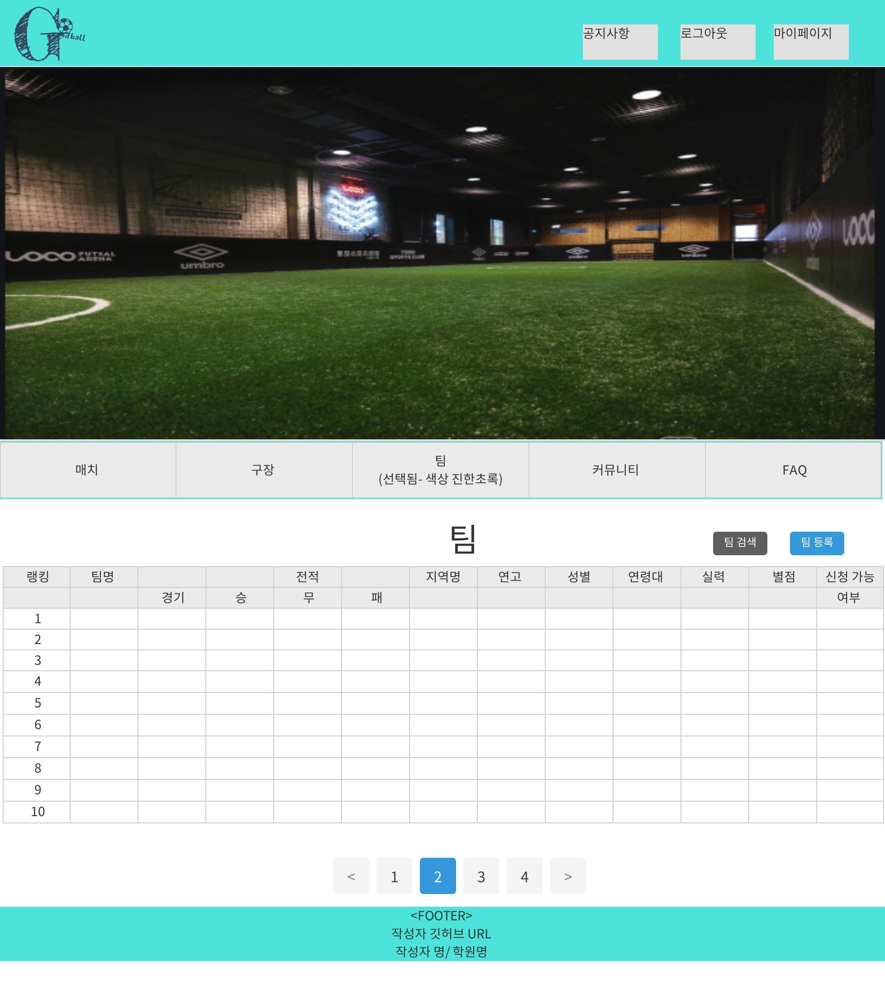 공지사항
로그아웃
마이페이지
LOCO
LOCO FUTSAL ARENA
umbro
umbro
umbro
LOCO
매치
구장
팀
(선택됨- 색상 진한초록)
커뮤니티
FAQ
팀
팀 검색
팀 등록
랭킹 팀명 전적 지역명 연고 성별 연령대 실력 별점 신청 가능
경기 승 무 패 여부
1
2
3
4
5
6
7
8
9
10
< 1 2 3 4 >
<FOOTER>
작성자 깃허브 URL
작성자 명/ 학원명